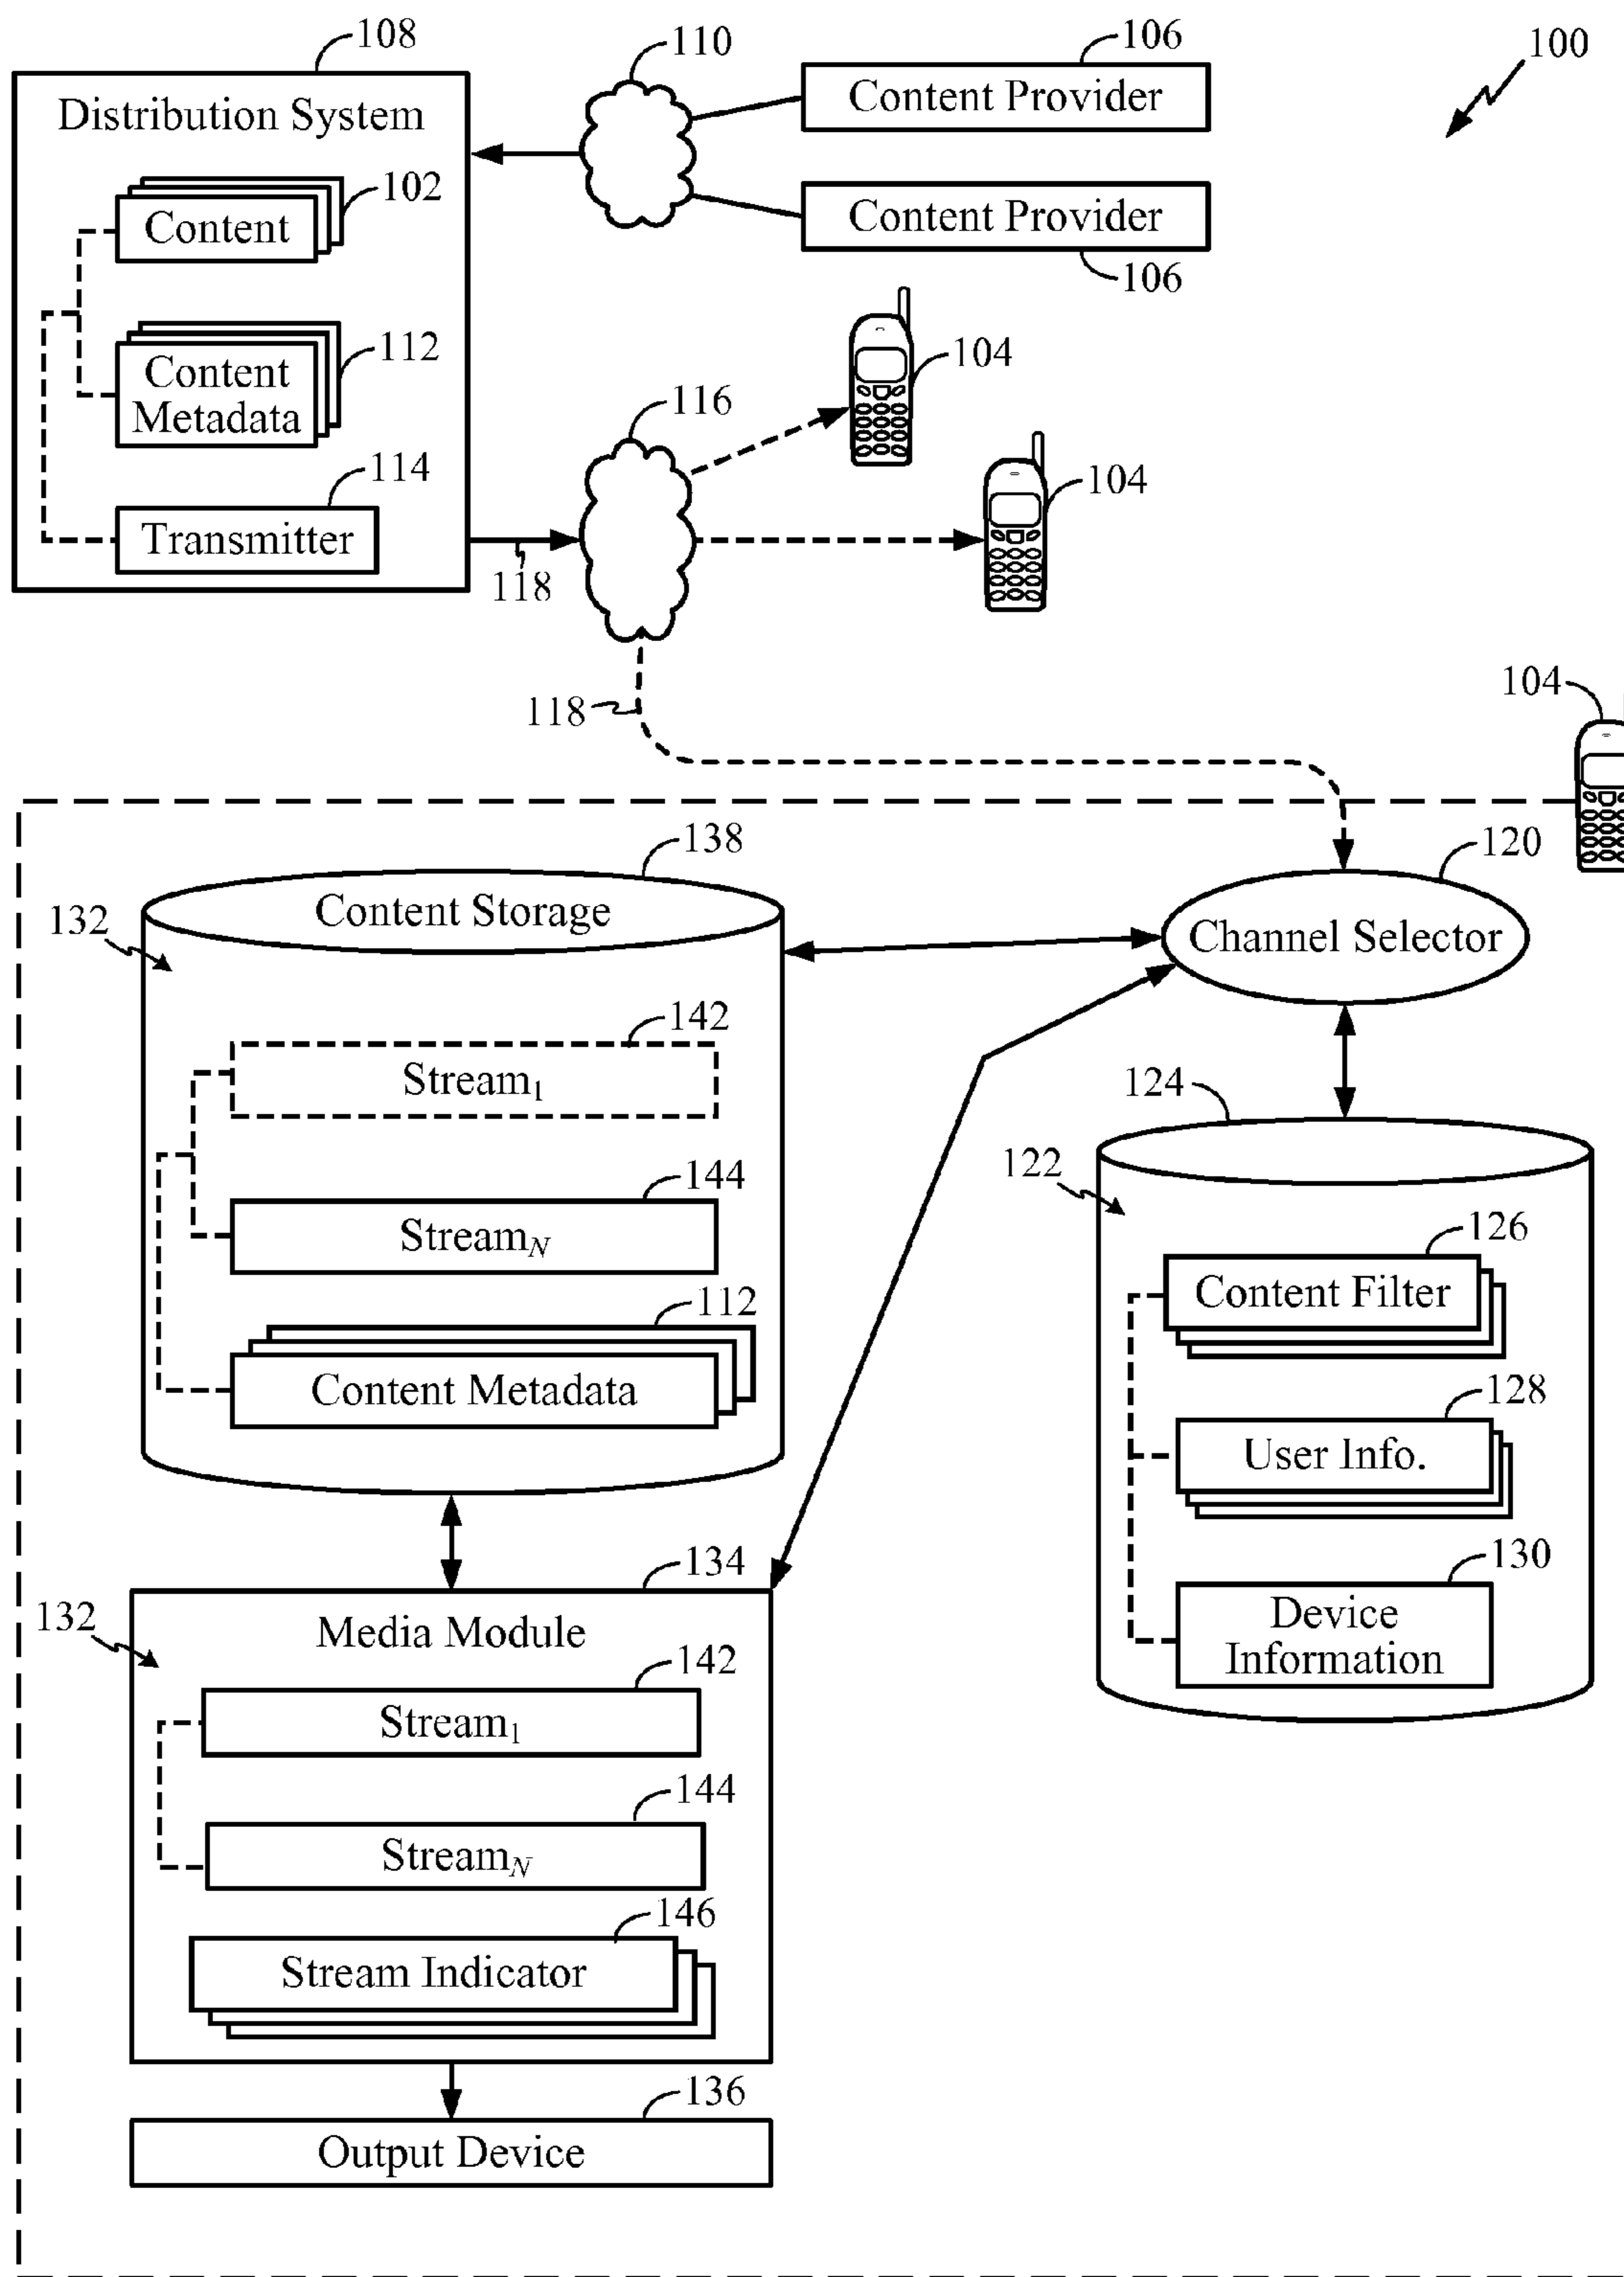 108
110
106
100
Distribution System
Content Provider
102
Content
Content Provider
106
112
Content
Metadata
104
116
114
104
Transmitter
118
118
104
138
120
132
Content Storage
Channel Selector
142
Stream1
124
144
122
StreamN
126
Content Filter
112
Content Metadata
128
User Info.
134
130
132
Media Module
Device
Information
142
Stream1
144
StreamN
146
Stream Indicator
136
Output Device